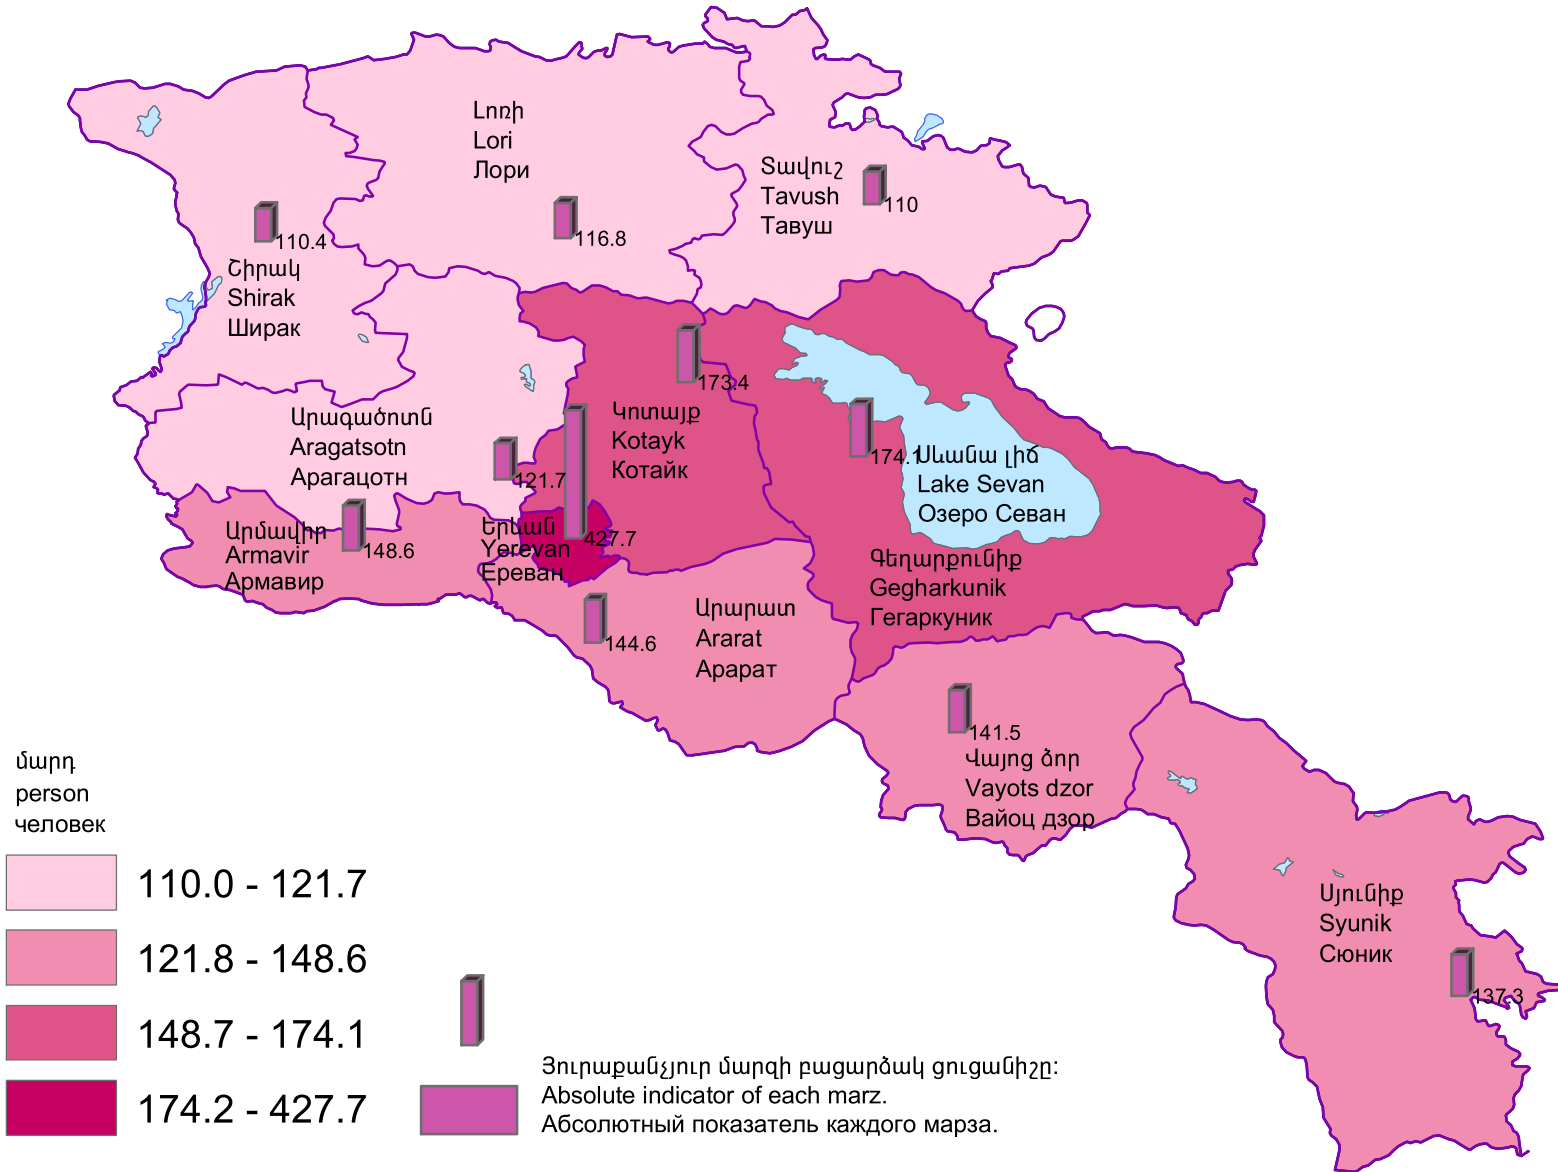 Լոռի
Lori
Лори
116.8
Տավուշ
Tavush
Тавуш
110
110.4
Շիրակ
Shirak
Ширак
173.4
Կոտայք
Kotayk
Котайк
174.1
Սևանա լիճ
Lake Sevan
Озеро Севан
Արագածոտն
Aragatsotn
Арагацотн
121.7
Արմավիր
Armavir
Армавир
148.6
Երևան
Yerevan
Ереван
427.7
Գեղարքունիք
Gegharkunik
Гегаркуник
144.6
Արարատ
Ararat
Арарат
141.5
Վայոց ձոր
Vayots dzor
Вайоц дзор
Սյունիք
Syunik
Сюник
137.3
մարդ
person
человек
110.0 - 121.7
121.8 - 148.6
148.7 - 174.1
174.2 - 427.7
Յուրաքանչյուր մարզի բացարձակ ցուցանիշը:
Absolute indicator of each marz.
Абсолютный показатель каждого марза.